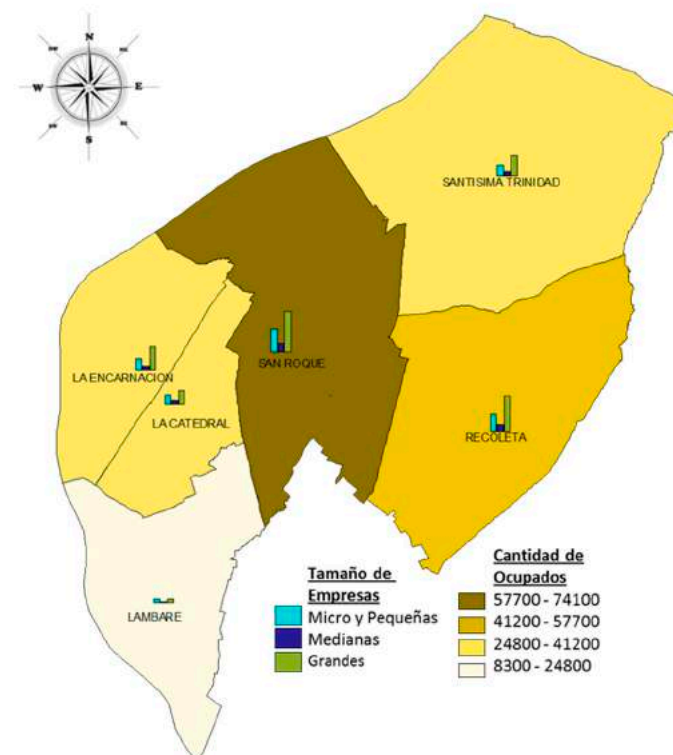 N
W
E
S
SANTISIMA TRINIDAD
LA ENCARNACION
SAN ROQUE
LA CATEDRAL
RECOLETA
LAMBARE
Tamaño de
Empresas
Micro y Pequeñas
Medianas
Grandes
Cantidad de
Ocupados
57700 - 74100
41200 - 57700
24800 - 41200
8300 - 24800